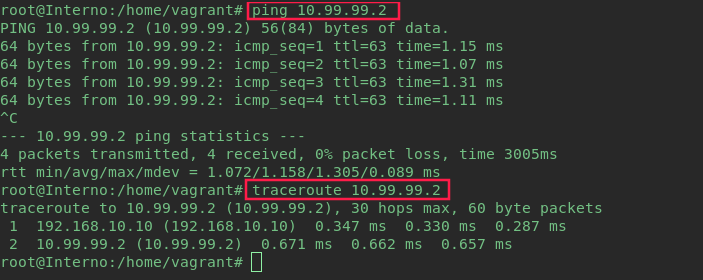 root@Interno:/home/vagrant# ping 10.99.99.2
PING 10.99.99.2 (10.99.99.2) 56(84) bytes of data.
64 bytes from 10.99.99.2: icmp_seq=1 ttl=63 time=1.15 ms
64 bytes from 10.99.99.2: icmp_seq=2 ttl=63 time=1.07 ms
64 bytes from 10.99.99.2: icmp_seq=3 ttl=63 time=1.31 ms
64 bytes from 10.99.99.2: icmp_seq=4 ttl=63 time=1.11 ms
^C
--- 10.99.99.2 ping statistics ---
4 packets transmitted, 4 received, 0% packet loss, time 3005ms
rtt min/avg/max/mdev = 1.072/1.158/1.305/0.089 ms
root@Interno:/home/vagrant# traceroute 10.99.99.2
traceroute to 10.99.99.2 (10.99.99.2), 30 hops max, 60 byte packets
 1  192.168.10.10 (192.168.10.10)  0.347 ms  0.330 ms  0.287 ms
 2  10.99.99.2 (10.99.99.2)  0.671 ms  0.662 ms  0.657 ms
root@Interno:/home/vagrant#